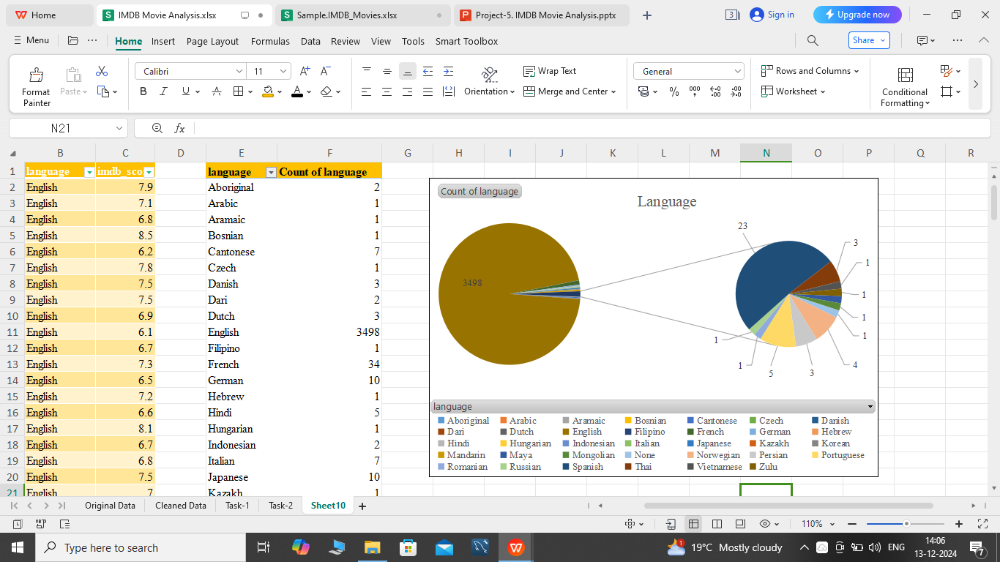 Home IMDB Movie Analysis.xlsx Sample.IMDB_Movies.xlsx Project-5. IMDB Movie Analysis.pptx + 3 Sign in Upgrade now
Menu ··· Home Insert Page Layout Formulas Data Review View Tools Smart Toolbox Share ···
Calibri 11 A+ A- Wrap Text General Rows and Columns
Format Painter Paste B I U A A Orientation Merge and Center % 000 Worksheet Conditional Formatting
N21 fx
B C D E F G H I J K L M N O P Q R
1 language imdb_sco language Count of language
2 English 7.9 Aboriginal 2
3 English 7.1 Arabic 1
4 English 6.8 Aramaic 1
5 English 8.5 Bosnian 1
6 English 6.2 Cantonese 7
7 English 7.8 Czech 1
8 English 7.5 Danish 3
9 English 7.5 Dari 2
10 English 6.9 Dutch 3
11 English 6.1 English 3498
12 English 6.7 Filipino 1
13 English 7.3 French 34
14 English 6.5 German 10
15 English 7.2 Hebrew 1
16 English 6.6 Hindi 5
17 English 8.1 Hungarian 1
18 English 6.7 Indonesian 2
19 English 6.8 Italian 7
20 English 7.5 Japanese 10
21 English 7 Kazakh 1
Count of language
Language
3498
23
3
1
1
1
1
4
3
5
1
1
language
Aboriginal Arabic Aramaic Bosnian Cantonese Czech Danish
Dari Dutch English Filipino French German Hebrew
Hindi Hungarian Indonesian Italian Japanese Kazakh Korean
Mandarin Maya Mongolian None Norwegian Persian Portuguese
Romanian Russian Spanish Thai Vietnamese Zulu
Original Data Cleaned Data Task-1 Task-2 Sheet10 +
110% − +
Type here to search 1 19°C Mostly cloudy ENG 14:06
13-12-2024 7